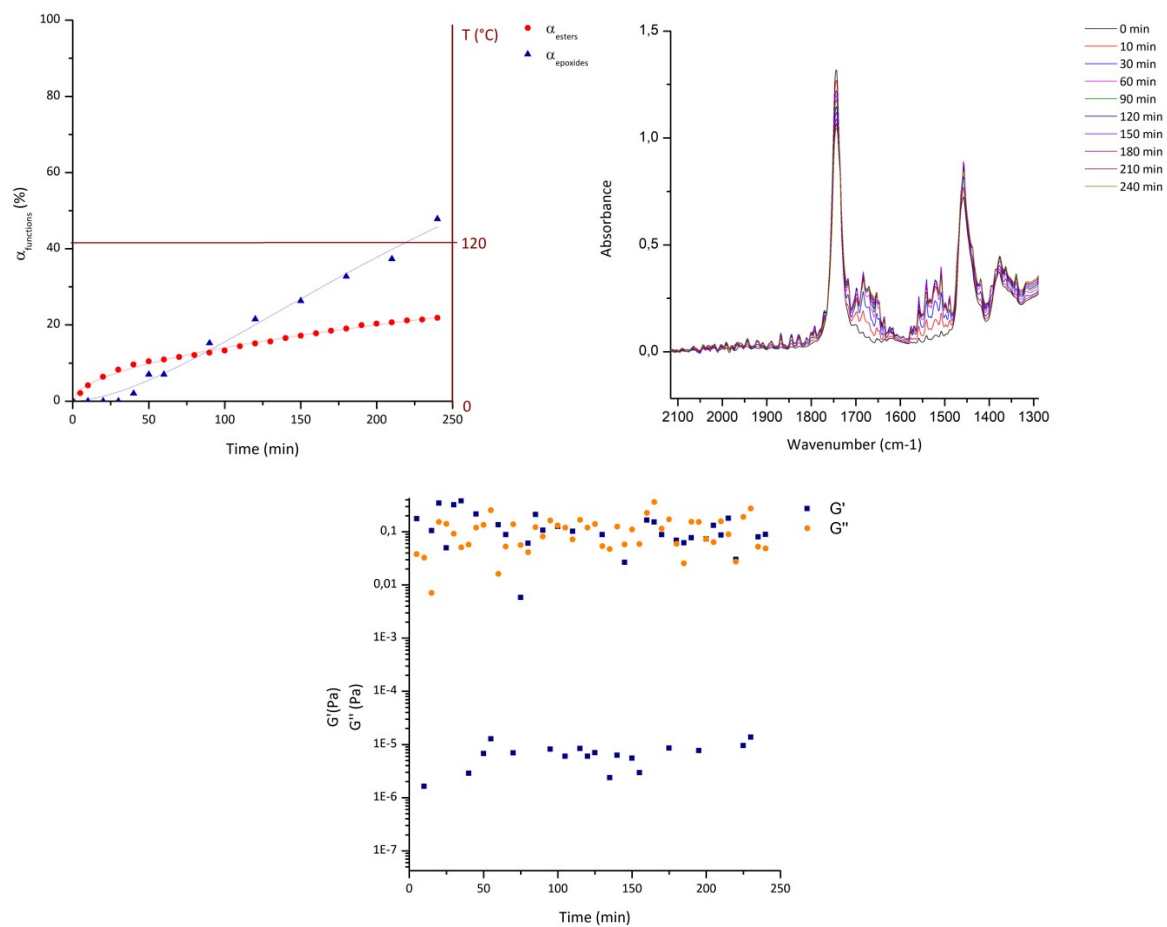 100
80
60
40
20
0
α functions (%)
0
50
100
150
200
250
Time (min)
T (°C)
120
0
α esters
α epoxides
1,5
1,0
0,5
0,0
Absorbance
2100
2000
1900
1800
1700
1600
1500
1400
1300
Wavenumber (cm-1)
0 min
10 min
30 min
60 min
90 min
120 min
150 min
180 min
210 min
240 min
0,1
0,01
1E-3
1E-4
1E-5
1E-6
1E-7
G'(Pa)
G'' (Pa)
0
50
100
150
200
250
Time (min)
G'
G''